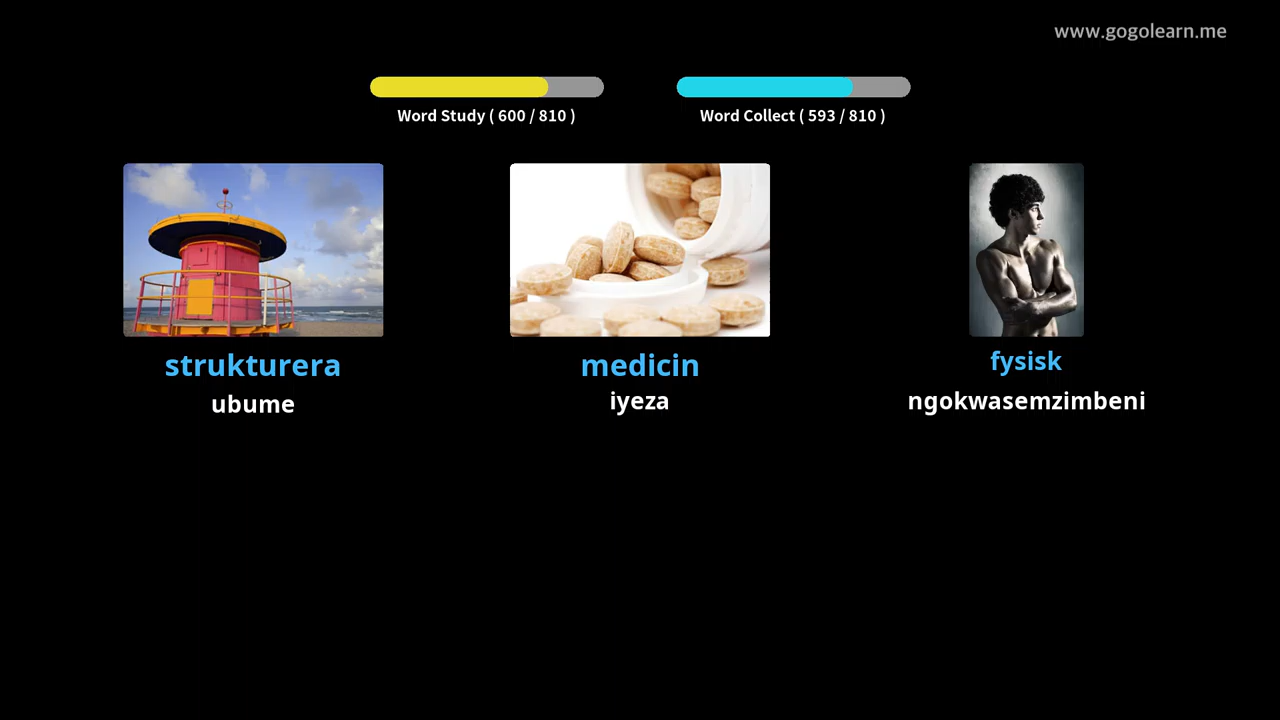 www.gogolearn.me
Word Study ( 600 / 810 )
Word Collect ( 593 / 810 )
strukturera
ubume
medicin
iyeza
fysisk
ngokwasemzimbeni